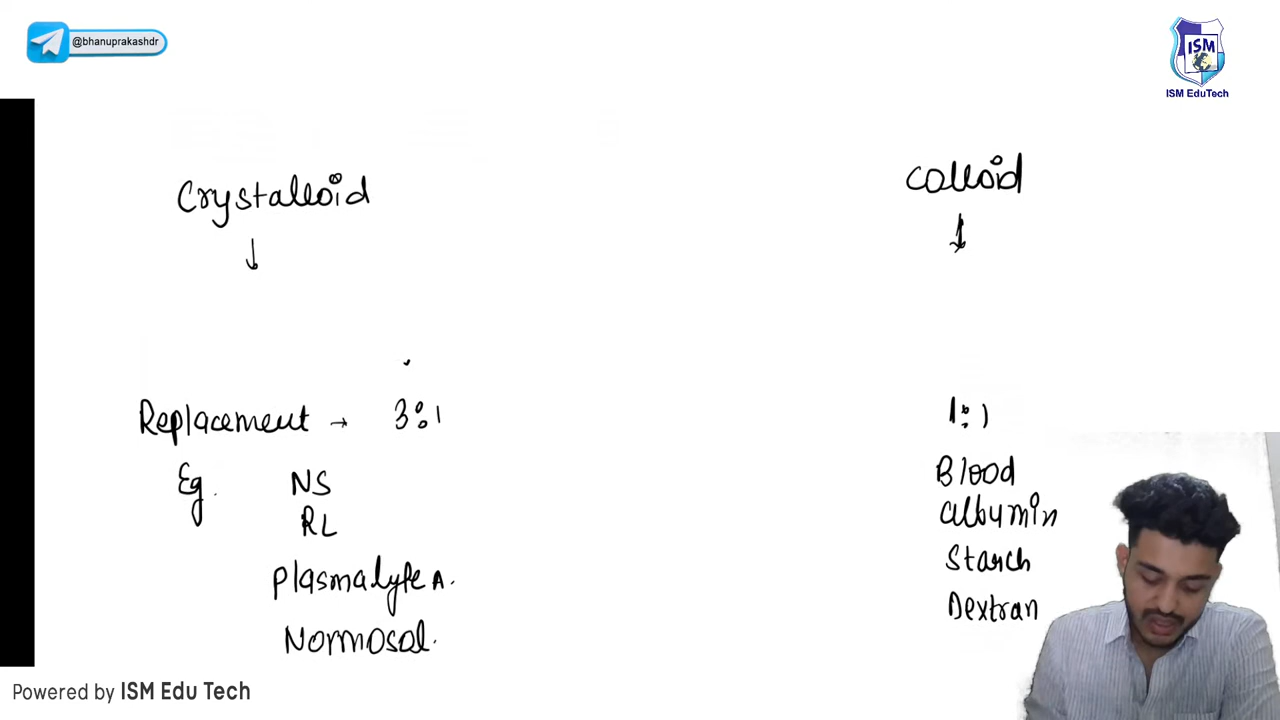 @bhanuprakashdr
ISM
ISM EduTech
Crystalloid
Colloid
Replacement → 3:1
1:1
Eg. NS
RL
Plasmalyte A.
Normosol.
Blood
albumin
Starch
Dextran
Powered by ISM Edu Tech